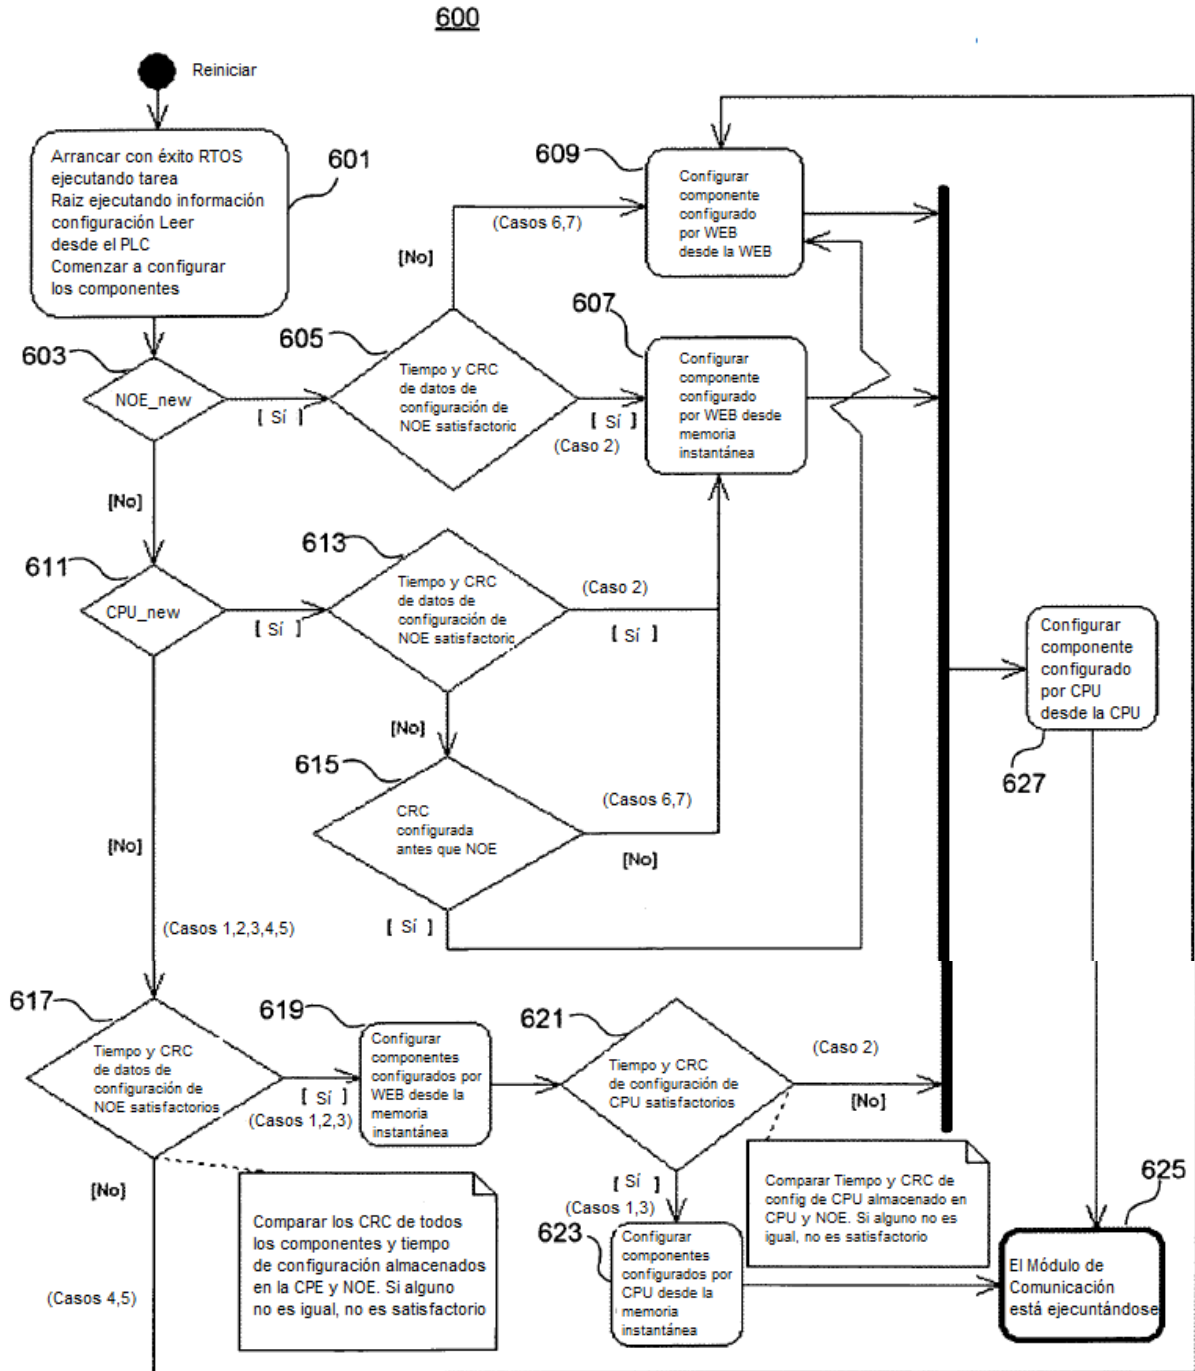 600
Reiniciar
Arrancar con éxito RTOS
ejecutando tarea
Raiz ejecutando información
configuración Leer
desde el PLC
Comenzar a configurar
los componentes
601
609
Configurar
componente
configurado
por WEB
desde la WEB
(Casos 6,7)
[No]
603
NOE_new
[ Sí ]
605
Tiempo y CRC
de datos de
configuración de
NOE satisfactoric
[ Sí ]
(Caso 2)
607
Configurar
componente
configurado
por WEB desde
memoria
instantánea
[No]
611
CPU_new
[ Sí ]
613
Tiempo y CRC
de datos de
configuración de
NOE satisfactoric
(Caso 2)
[ Sí ]
[No]
615
CRC
configurada
antes que NOE
(Casos 6,7)
[No]
[ Sí ]
Configurar
componente
configurado
por CPU
desde la CPU
627
[No]
(Casos 1,2,3,4,5)
617
Tiempo y CRC
de datos de
configuración de
NOE satisfactorios
[ Sí ]
(Casos 1,2,3)
619
Configurar
componentes
configurados por
WEB desde la
memoria
instantánea
621
Tiempo y CRC
de configuración de
CPU satisfactorios
(Caso 2)
[No]
[ Sí ]
(Casos 1,3)
Comparar Tiempo y CRC de
config de CPU almacenado en
CPU y NOE. Si alguno no es
igual, no es satisfactorio
623
Configurar
componentes
configurados por
CPU desde la
memoria
instantánea
625
El Módulo de
Comunicación
está ejecuntándose
[No]
Comparar los CRC de todos
los componentes y tiempo
de configuración almacenados
en la CPE y NOE. Si alguno
no es igual, no es satisfactorio
(Casos 4,5)